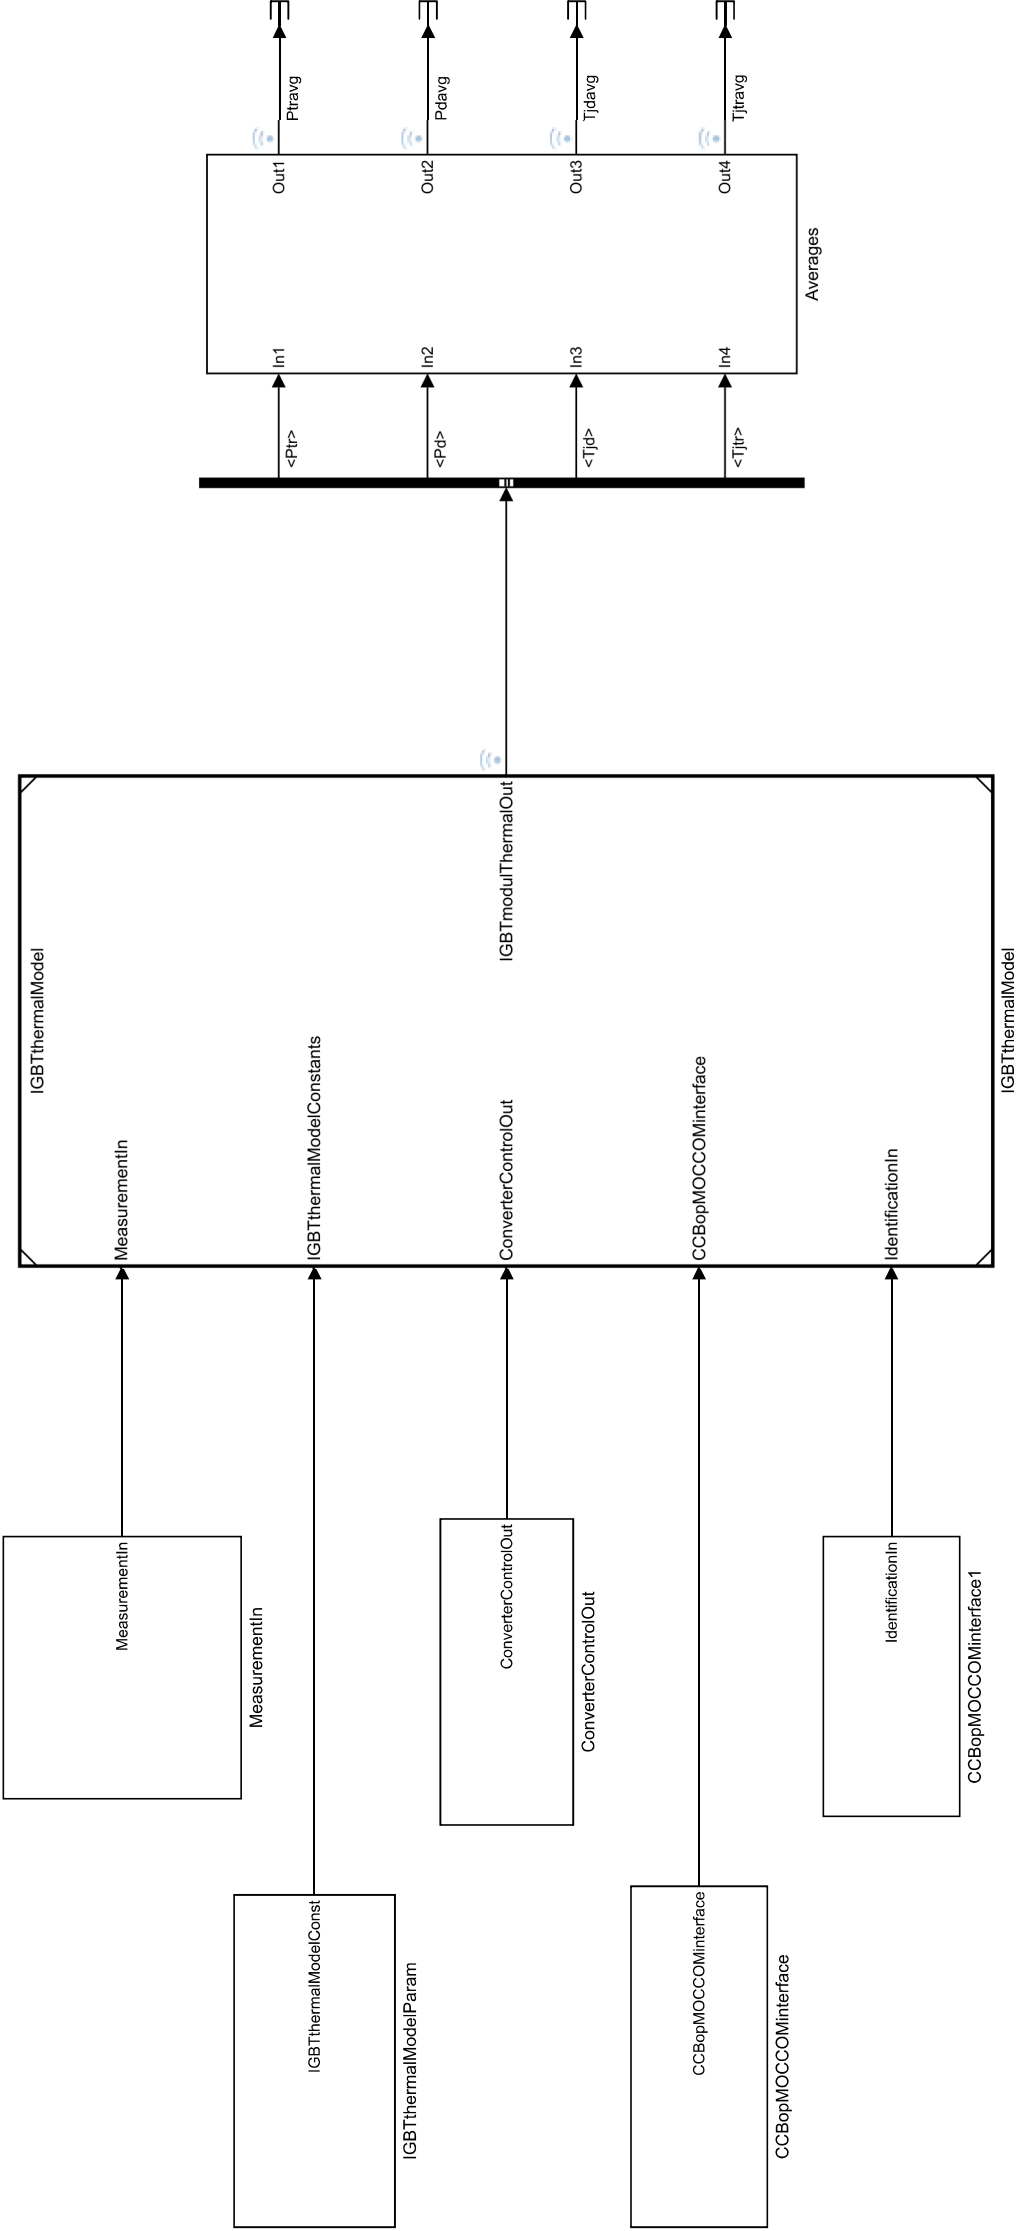 MeasurementIn
MeasurementIn
IGBTthermalModelConst
IGBTthermalModelParam
ConverterControlOut
ConverterControlOut
CCBopMOCCOMinterface
CCBopMOCCOMinterface
IdentificationIn
CCBopMOCCOMinterface1
IGBTthermalModel
MeasurementIn
IGBTthermalModelConstants
ConverterControlOut
CCBopMOCCOMinterface
IdentificationIn
IGBTmodulThermalOut
IGBTthermalModel
<Ptr>
<Pd>
<Tjd>
<Tjtr>
In1
In2
In3
In4
Out1
Out2
Out3
Out4
Averages
Ptravg
Pdavg
Tjdavg
Tjtravg